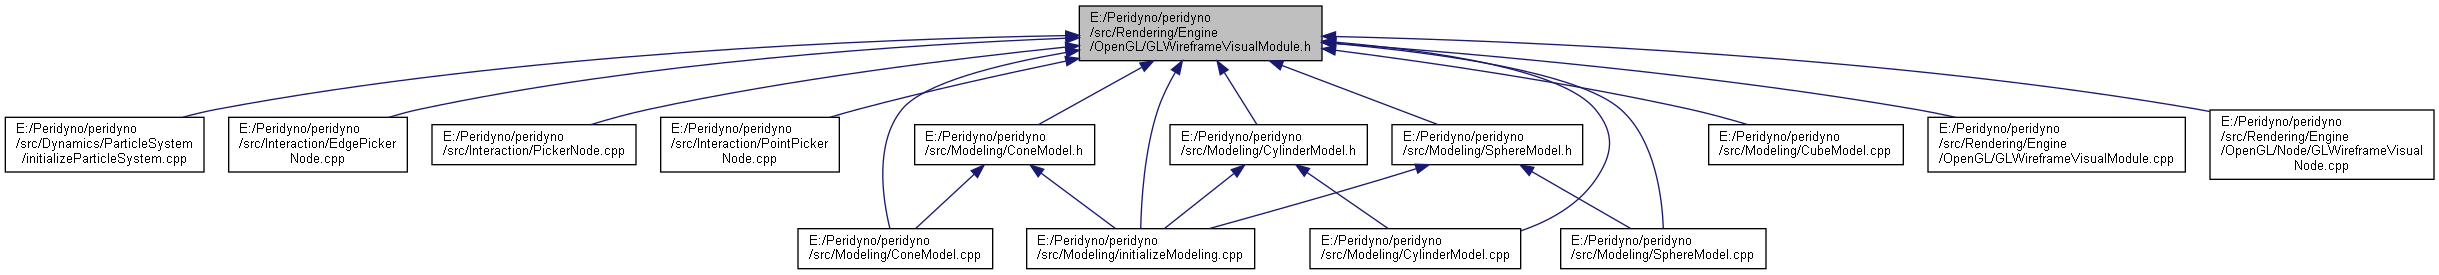 E:/Peridyno/peridyno
/src/Rendering/Engine
/OpenGL/GLWireframeVisualModule.h
E:/Peridyno/peridyno
/src/Dynamics/ParticleSystem
/initializeParticleSystem.cpp
E:/Peridyno/peridyno
/src/Interaction/EdgePicker
Node.cpp
E:/Peridyno/peridyno
/src/Interaction/PickerNode.cpp
E:/Peridyno/peridyno
/src/Interaction/PointPicker
Node.cpp
E:/Peridyno/peridyno
/src/Modeling/ConeModel.h
E:/Peridyno/peridyno
/src/Modeling/CylinderModel.h
E:/Peridyno/peridyno
/src/Modeling/SphereModel.h
E:/Peridyno/peridyno
/src/Modeling/CubeModel.cpp
E:/Peridyno/peridyno
/src/Rendering/Engine
/OpenGL/GLWireframeVisualModule.cpp
E:/Peridyno/peridyno
/src/Rendering/Engine
/OpenGL/Node/GLWireframeVisual
Node.cpp
E:/Peridyno/peridyno
/src/Modeling/ConeModel.cpp
E:/Peridyno/peridyno
/src/Modeling/initializeModeling.cpp
E:/Peridyno/peridyno
/src/Modeling/CylinderModel.cpp
E:/Peridyno/peridyno
/src/Modeling/SphereModel.cpp